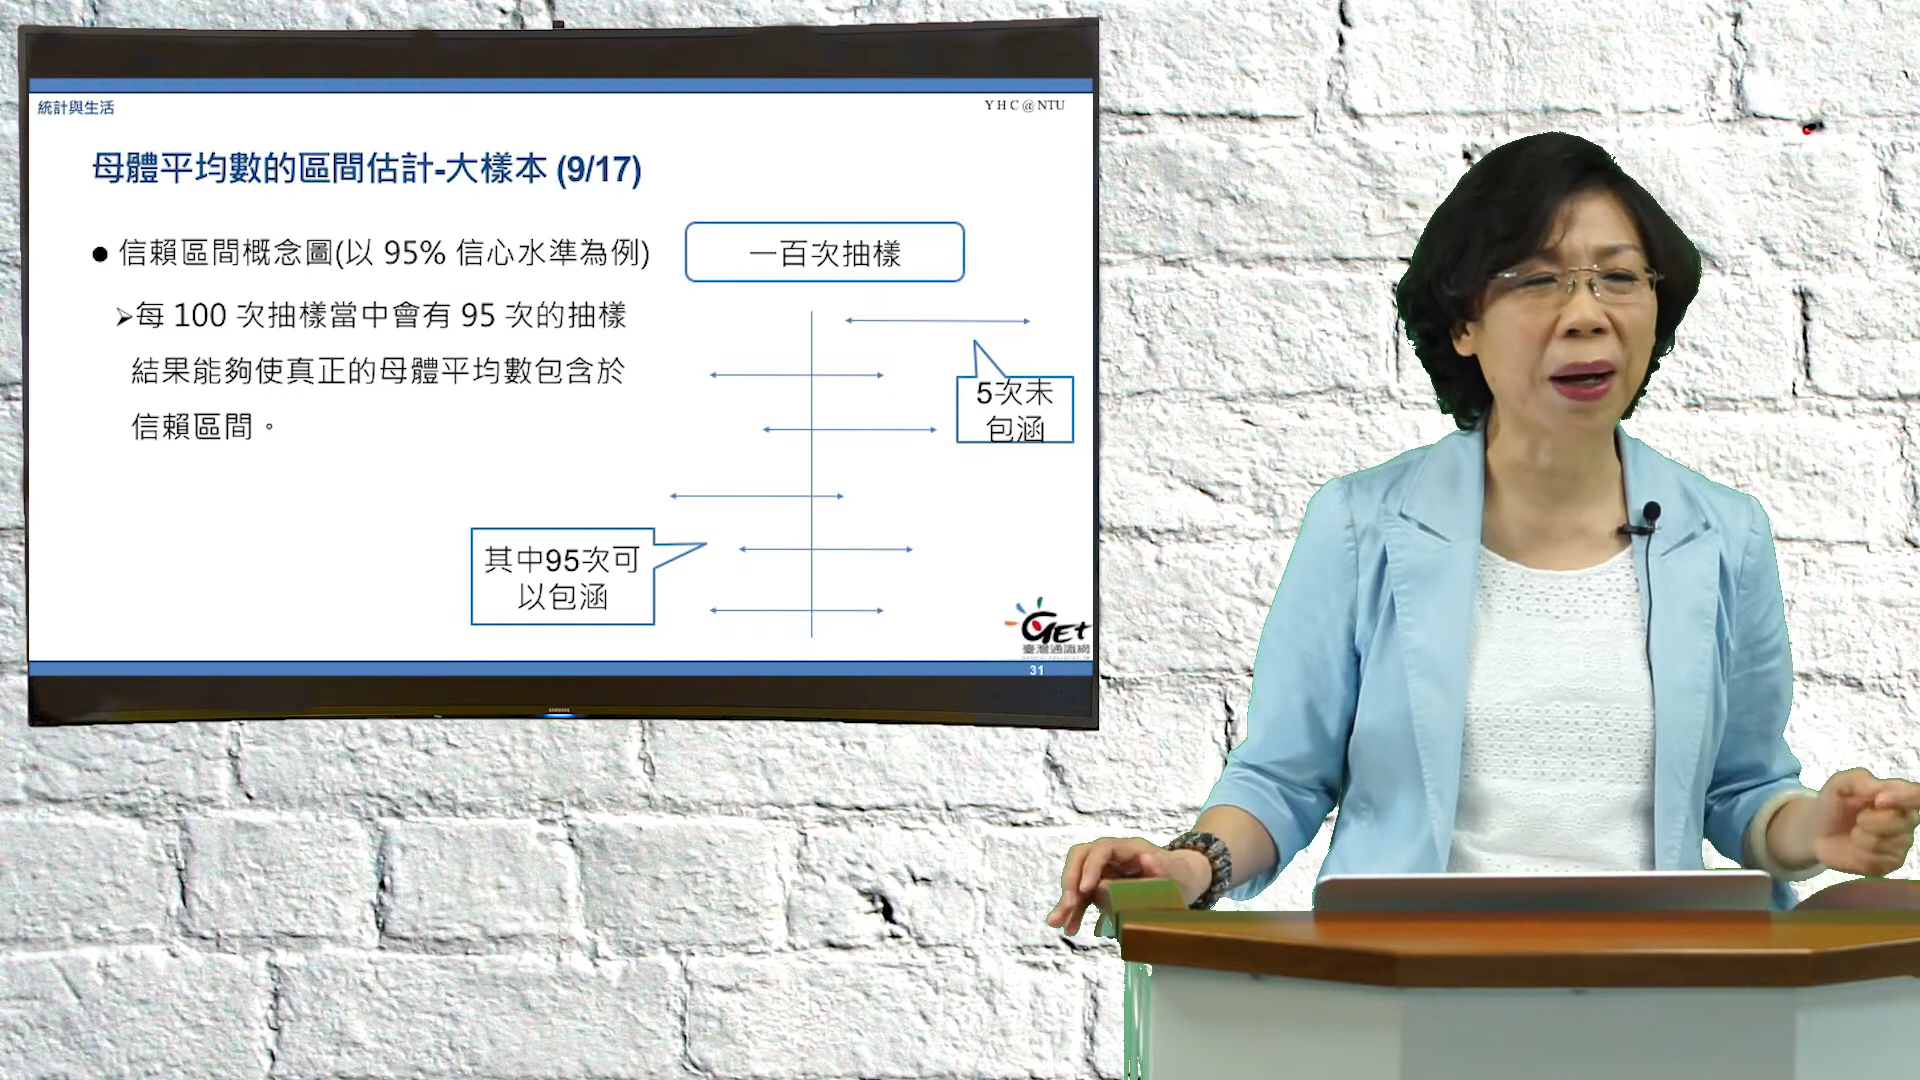 統計與生活
Y H C @ NTU
母體平均數的區間估計-大樣本 (9/17)
● 信賴區間概念圖(以 95% 信心水準為例)
一百次抽樣
➢每 100 次抽樣當中會有 95 次的抽樣
結果能夠使真正的母體平均數包含於
信賴區間。
5次未
包涵
其中95次可
以包涵
GET
臺灣通識網
31
SAMSUNG